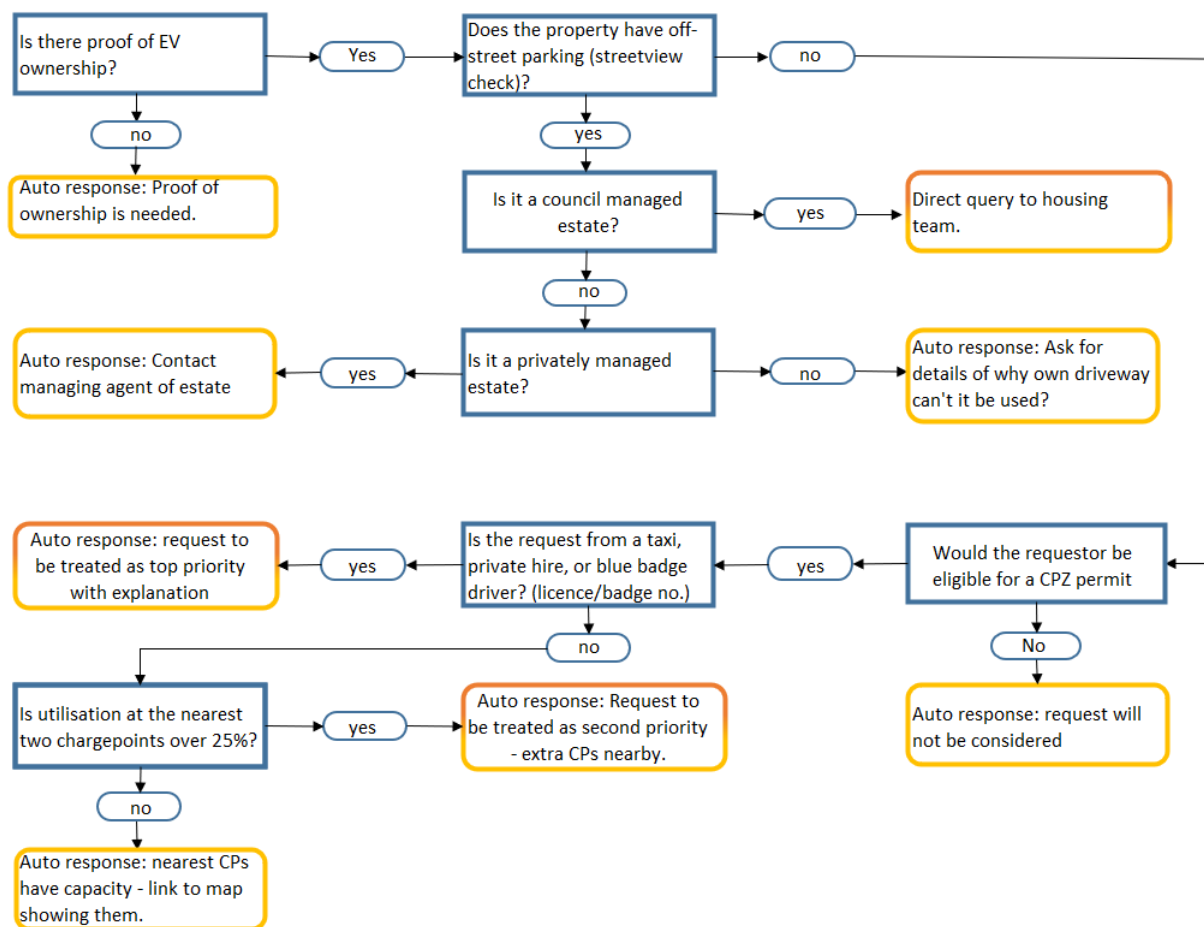 Is there proof of EV
ownership?
Yes
Does the property have off-
street parking (streetview
check)?
no
no
yes
Auto response: Proof of
ownership is needed.
Is it a council managed
estate?
yes
Direct query to housing
team.
no
Auto response: Contact
managing agent of estate
yes
Is it a privately managed
estate?
no
Auto response: Ask for
details of why own driveway
can't it be used?
Auto response: request to
be treated as top priority
with explanation
yes
Is the request from a taxi,
private hire, or blue badge
driver? (licence/badge no.)
yes
Would the requestor be
eligible for a CPZ permit
no
No
Is utilisation at the nearest
two chargepoints over 25%?
yes
Auto response: Request to
be treated as second priority
- extra CPs nearby.
Auto response: request will
not be considered
no
Auto response: nearest CPs
have capacity - link to map
showing them.